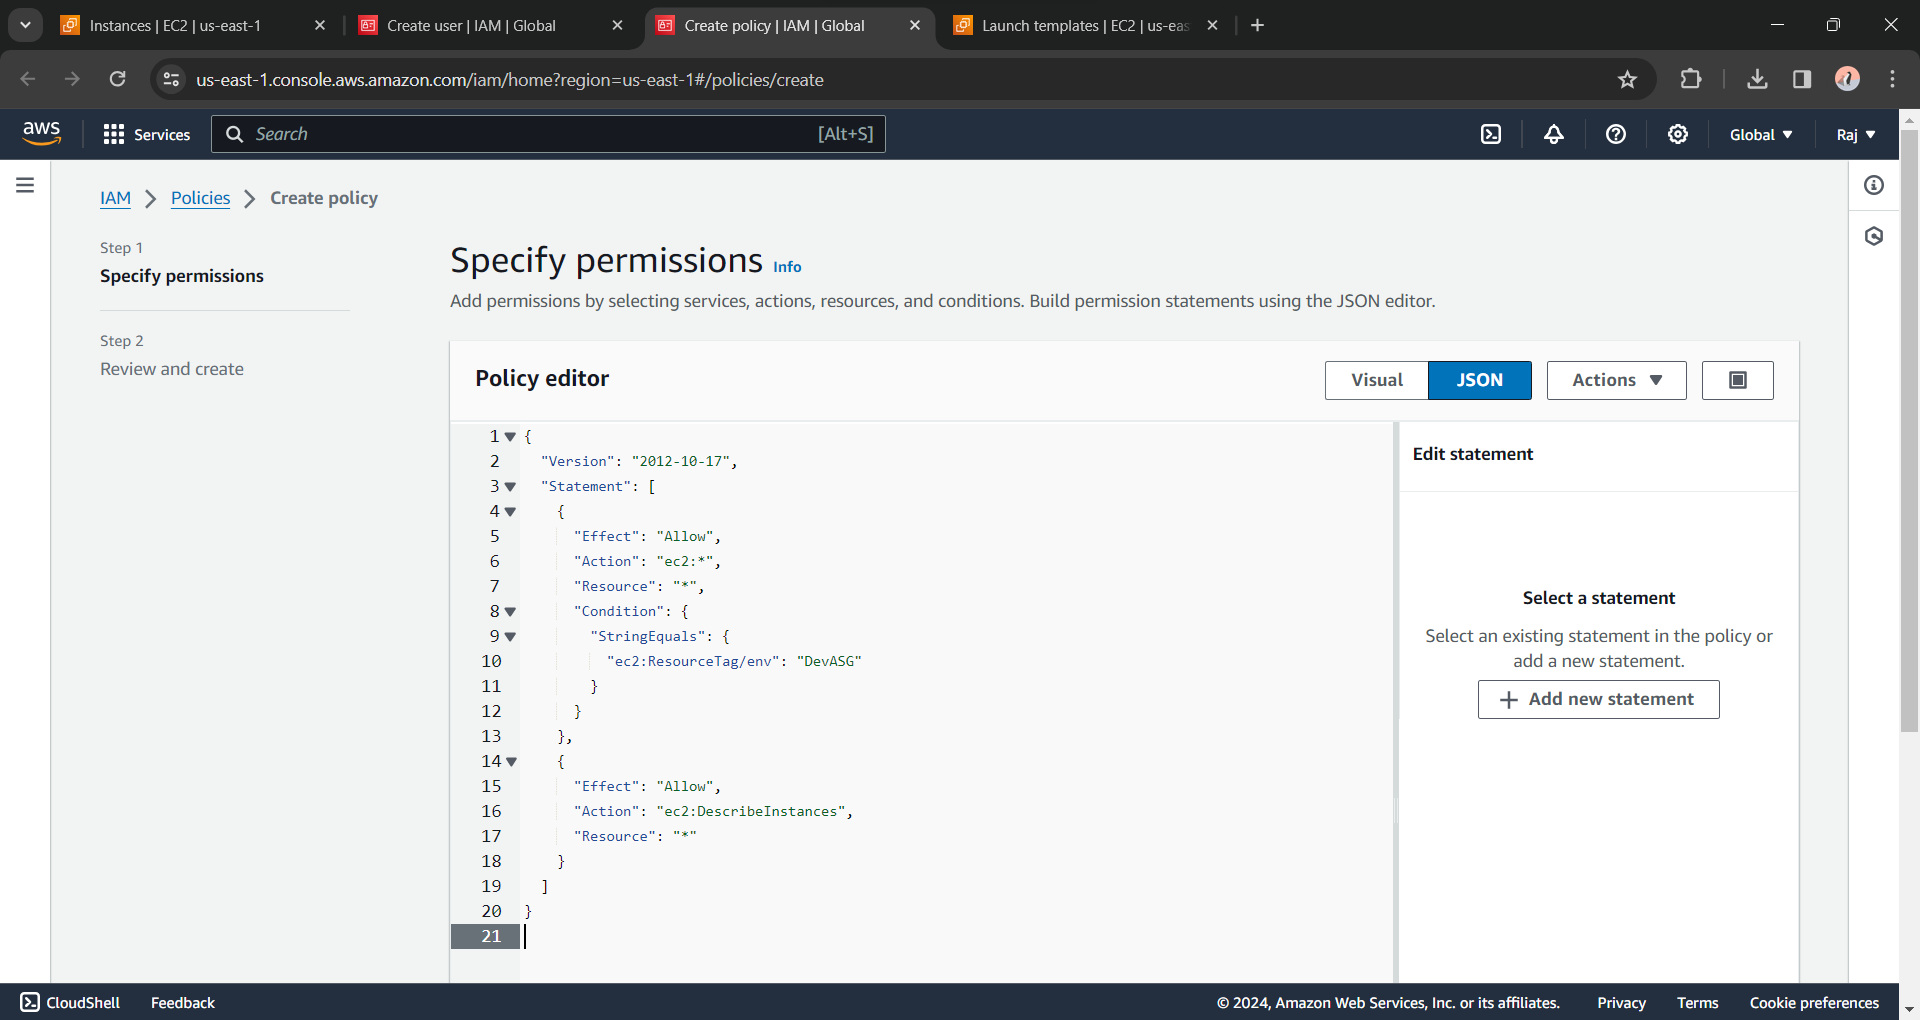 Instances | EC2 | us-east-1
Create user | IAM | Global
Create policy | IAM | Global
Launch templates | EC2 | us-eas
us-east-1.console.aws.amazon.com/iam/home?region=us-east-1#/policies/create
aws
Services
Search
[Alt+S]
Global
Raj
IAM
Policies
Create policy
Step 1
Specify permissions
Step 2
Review and create
Specify permissions Info
Add permissions by selecting services, actions, resources, and conditions. Build permission statements using the JSON editor.
Policy editor
Visual
JSON
Actions
1 {
2 "Version": "2012-10-17",
3 "Statement": [
4 {
5 "Effect": "Allow",
6 "Action": "ec2:*",
7 "Resource": "*",
8 "Condition": {
9 "StringEquals": {
10 "ec2:ResourceTag/env": "DevASG"
11 }
12 }
13 },
14 {
15 "Effect": "Allow",
16 "Action": "ec2:DescribeInstances",
17 "Resource": "*"
18 }
19 ]
20 }
21
Edit statement
Select a statement
Select an existing statement in the policy or
add a new statement.
Add new statement
CloudShell
Feedback
© 2024, Amazon Web Services, Inc. or its affiliates.
Privacy
Terms
Cookie preferences